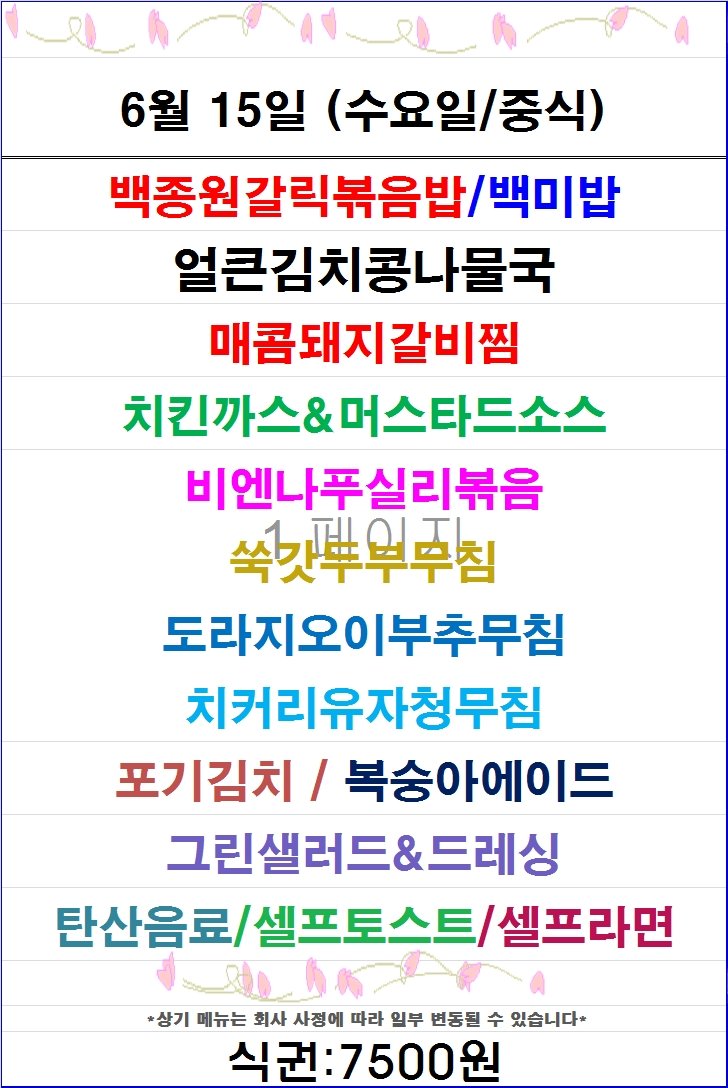 6월 15일 (수요일/중식)
백종원갈릭볶음밥/백미밥
얼큰김치콩나물국
매콤돼지갈비찜
치킨까스&머스타드소스
비엔나푸실리볶음
1 페이지
쑥갓두부무침
도라지오이부추무침
치커리유자청무침
포기김치 / 복숭아에이드
그린샐러드&드레싱
탄산음료/셀프토스트/셀프라면
*상기 메뉴는 회사 사정에 따라 일부 변동될 수 있습니다*
식권:7500원